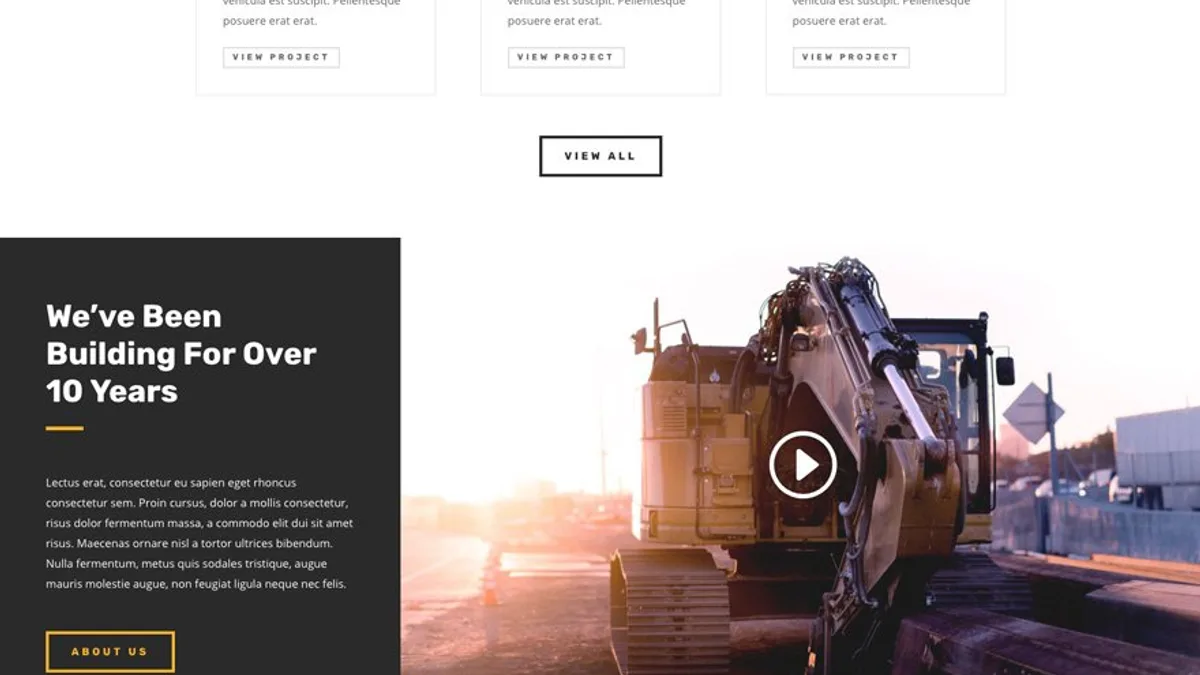 vehicula est suscipit. Pellentesque
posuere erat erat.
VIEW PROJECT
vehicula est suscipit. Pellentesque
posuere erat erat.
VIEW PROJECT
vehicula est suscipit. Pellentesque
posuere erat erat.
VIEW PROJECT
VIEW ALL
We’ve Been
Building For Over
10 Years
Lectus erat, consectetur eu sapien eget rhoncus
consectetur sem. Proin cursus, dolor a mollis consectetur,
risus dolor fermentum massa, a commodo elit dui sit amet
risus. Maecenas ornare nisl a tortor ultrices bibendum.
Nulla fermentum, metus quis sodales tristique, augue
mauris molestie augue, non feugiat ligula neque nec felis.
ABOUT US